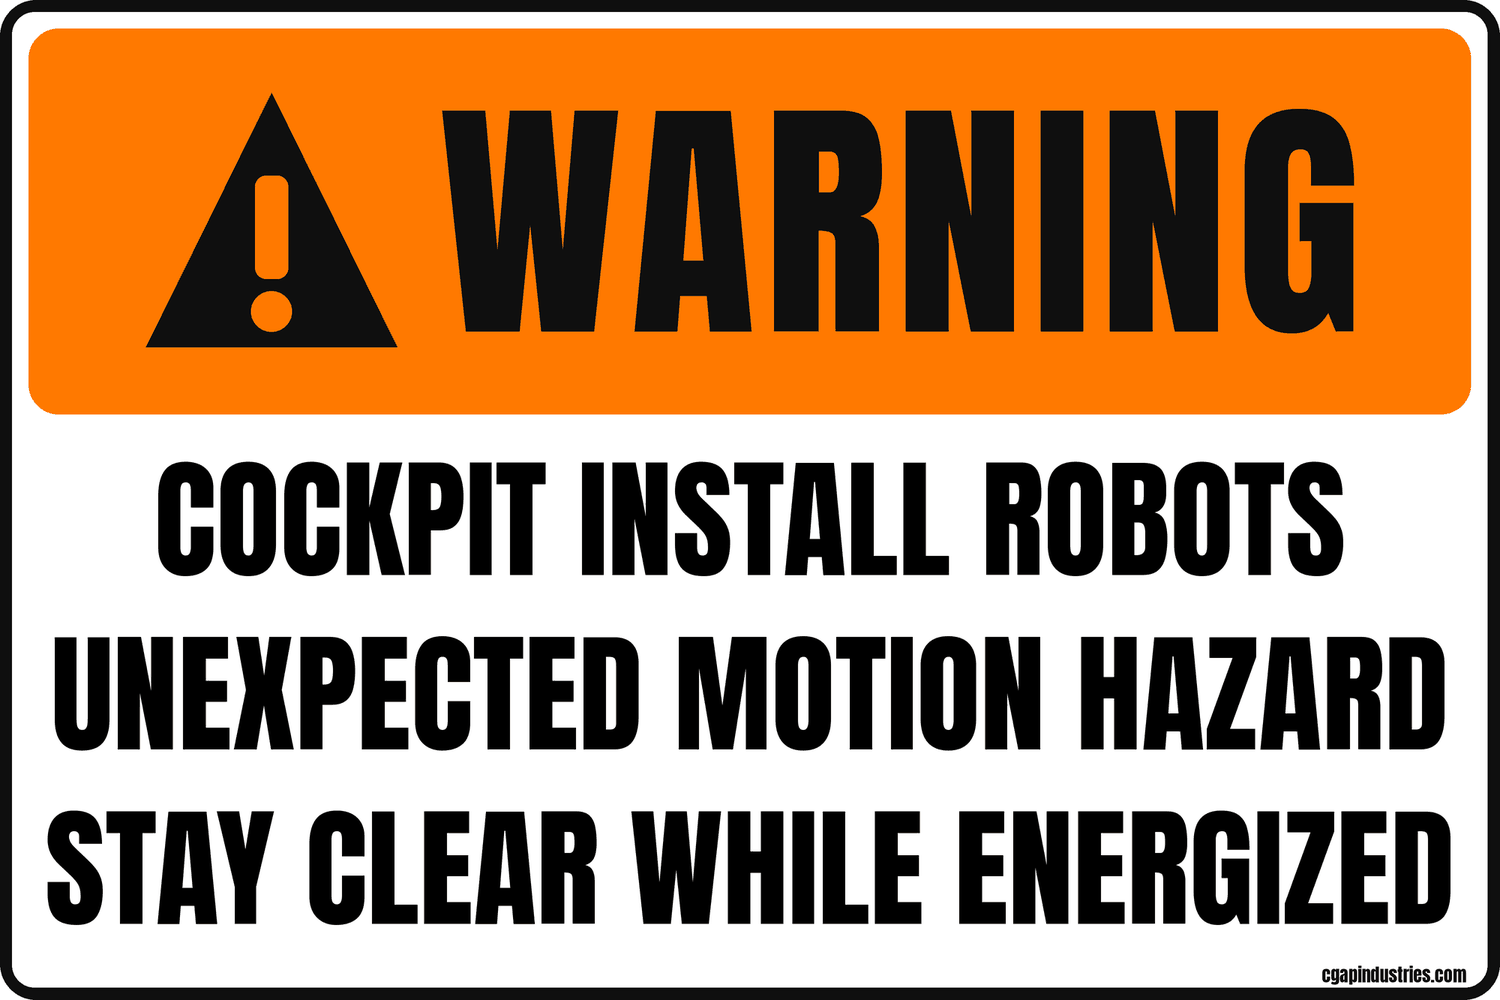 WARNING
COCKPIT INSTALL ROBOTS
UNEXPECTED MOTION HAZARD
STAY CLEAR WHILE ENERGIZED
cgapindustries.com